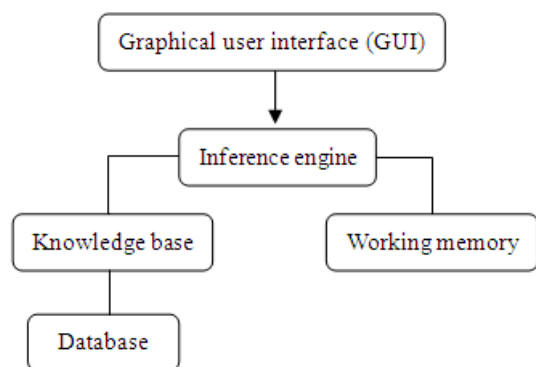 Graphical user interface (GUI)
Inference engine
Knowledge base
Working memory
Database